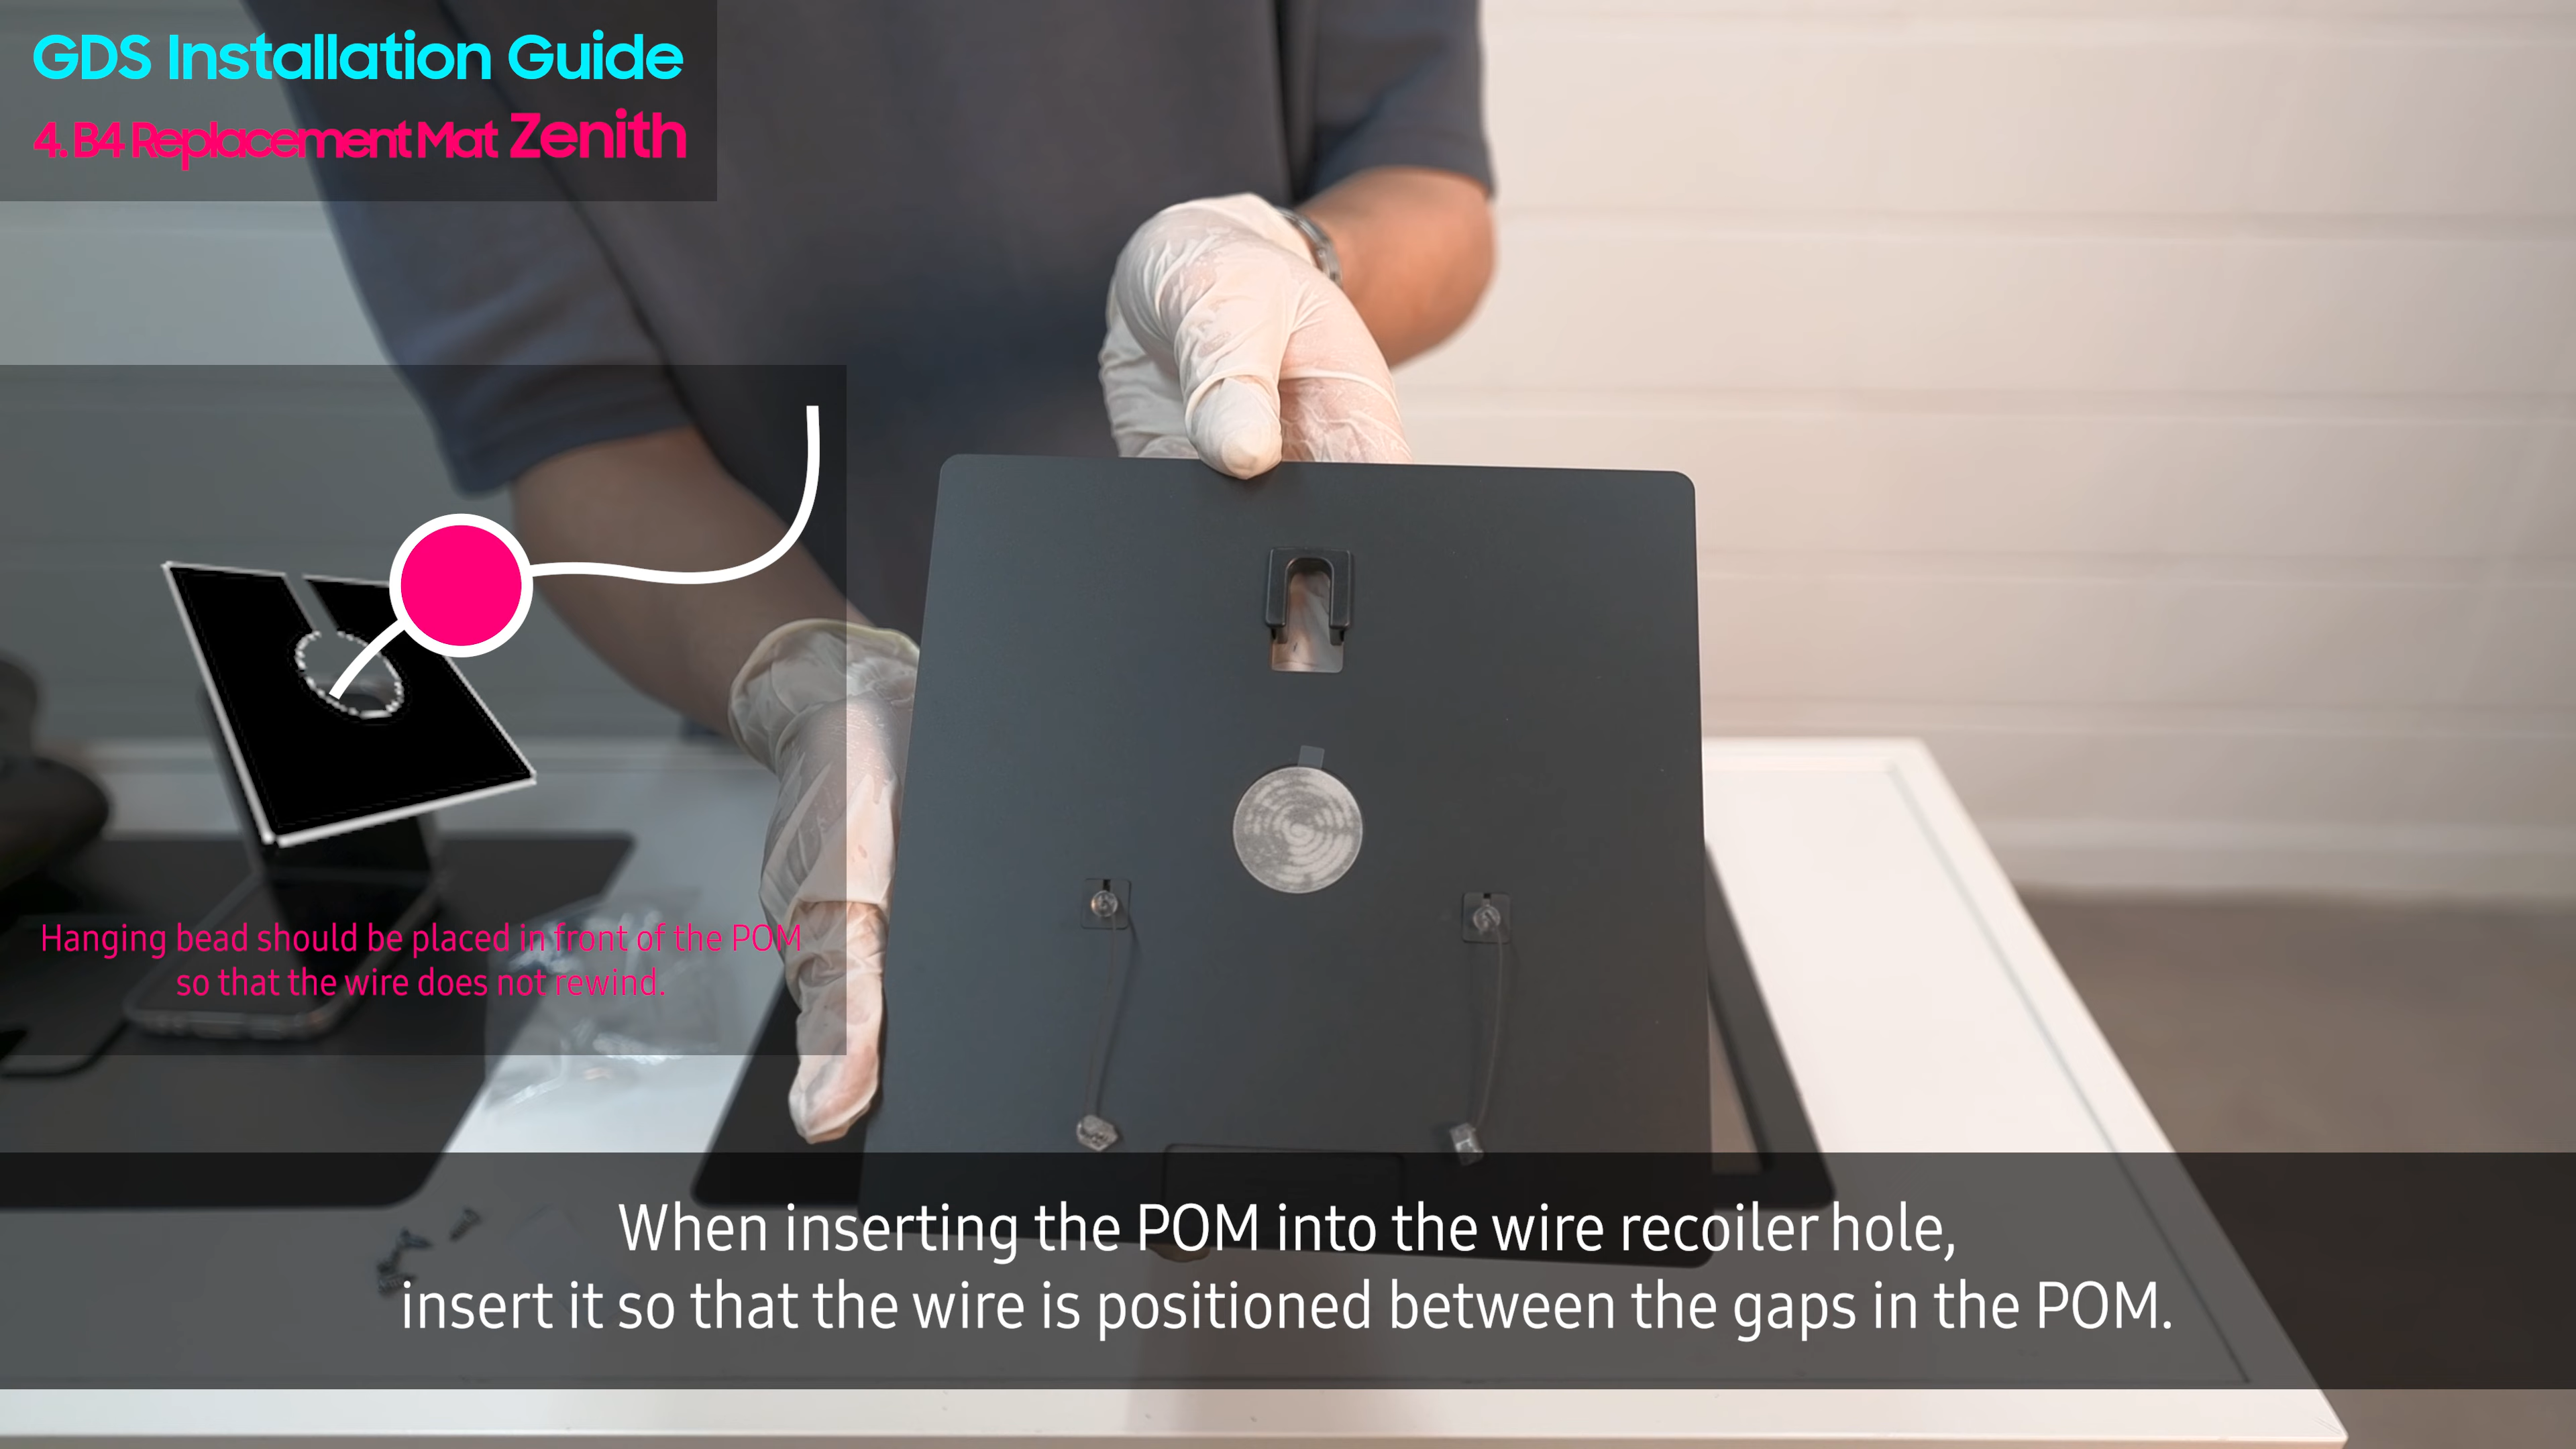 GDS Installation Guide
4. B4 Replacement Mat Zenith
Hanging bead should be placed in front of the POM
so that the wire does not rewind.
When inserting the POM into the wire recoiler hole,
insert it so that the wire is positioned between the gaps in the POM.